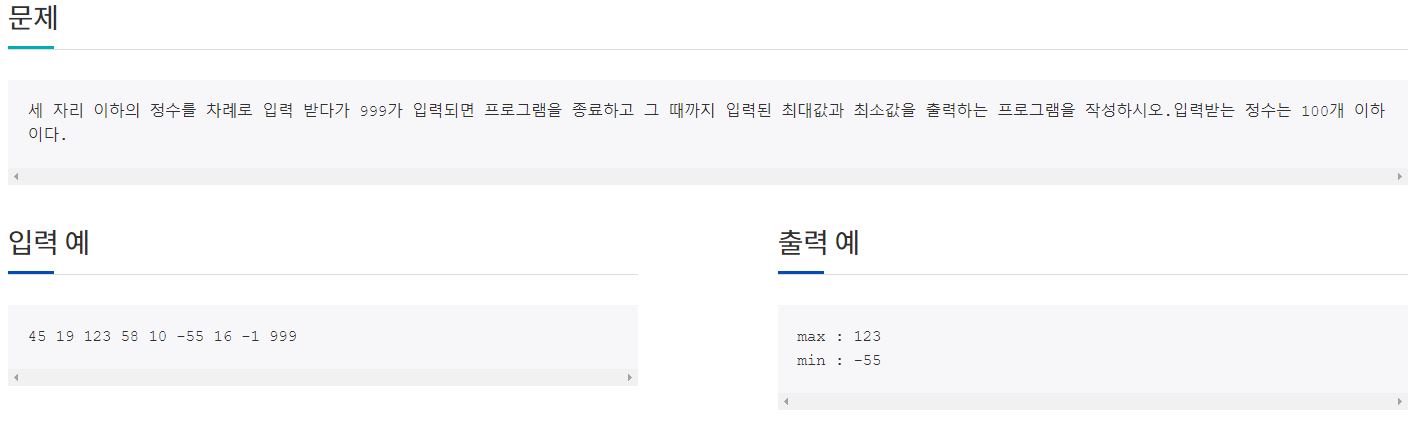 문제
세 자리 이하의 정수를 차례로 입력 받다가 999가 입력되면 프로그램을 종료하고 그 때까지 입력된 최대값과 최소값을 출력하는 프로그램을 작성하시오.입력받는 정수는 100개 이하
이다.
입력 예
45 19 123 58 10 -55 16 -1 999
출력 예
max : 123
min : -55